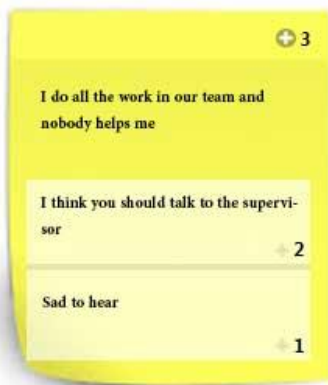 + 3
I do all the work in our team and
nobody helps me
I think you should talk to the supervi-
sor
+ 2
Sad to hear
+ 1